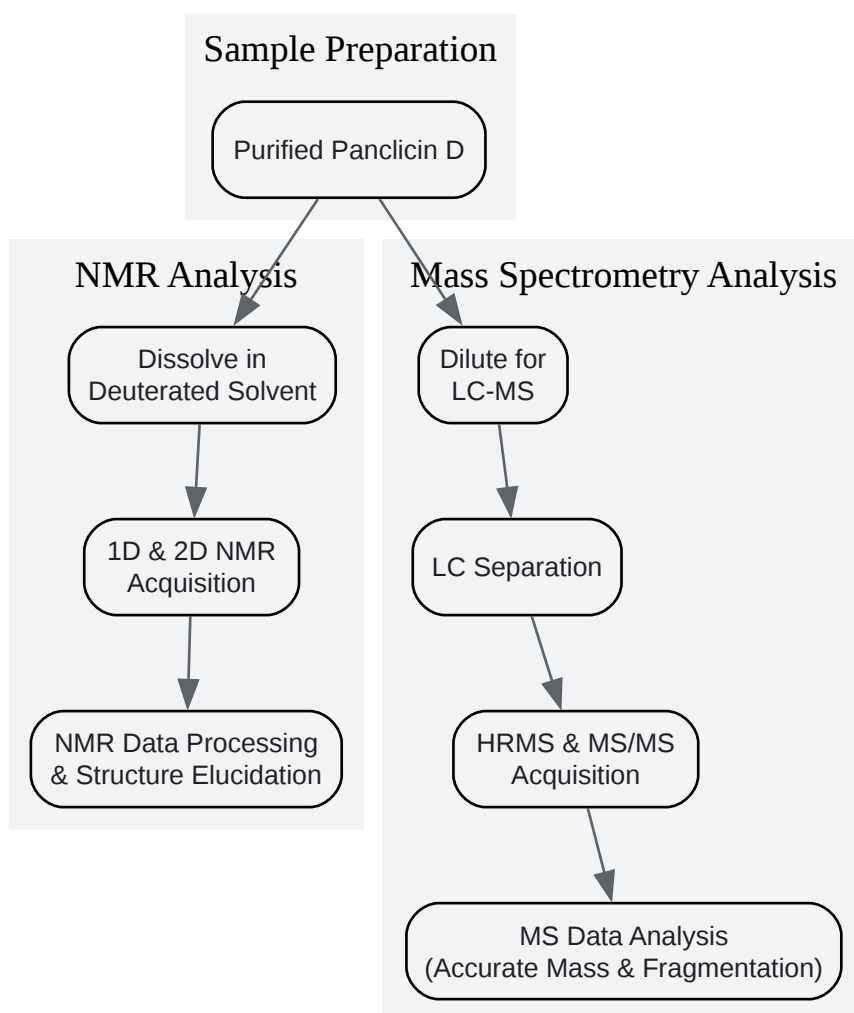 Sample Preparation
Purified Panclicin D
NMR Analysis
Dissolve in
Deuterated Solvent
1D & 2D NMR
Acquisition
NMR Data Processing
& Structure Elucidation
Mass Spectrometry Analysis
Dilute for
LC-MS
LC Separation
HRMS & MS/MS
Acquisition
MS Data Analysis
(Accurate Mass & Fragmentation)